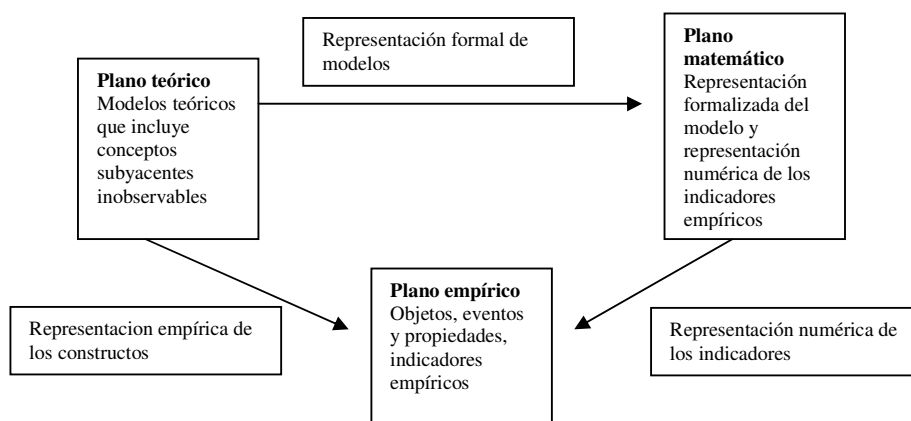 Representación formal de
modelos
Plano teórico
Modelos teóricos
que incluye
conceptos
subyacentes
inobservables
Plano
matemático
Representación
formalizada del
modelo y
representación
numérica de los
indicadores
empíricos
Plano empírico
Objetos, eventos
y propiedades,
indicadores
empíricos
Representacion empírica de
los constructos
Representación numérica de
los indicadores